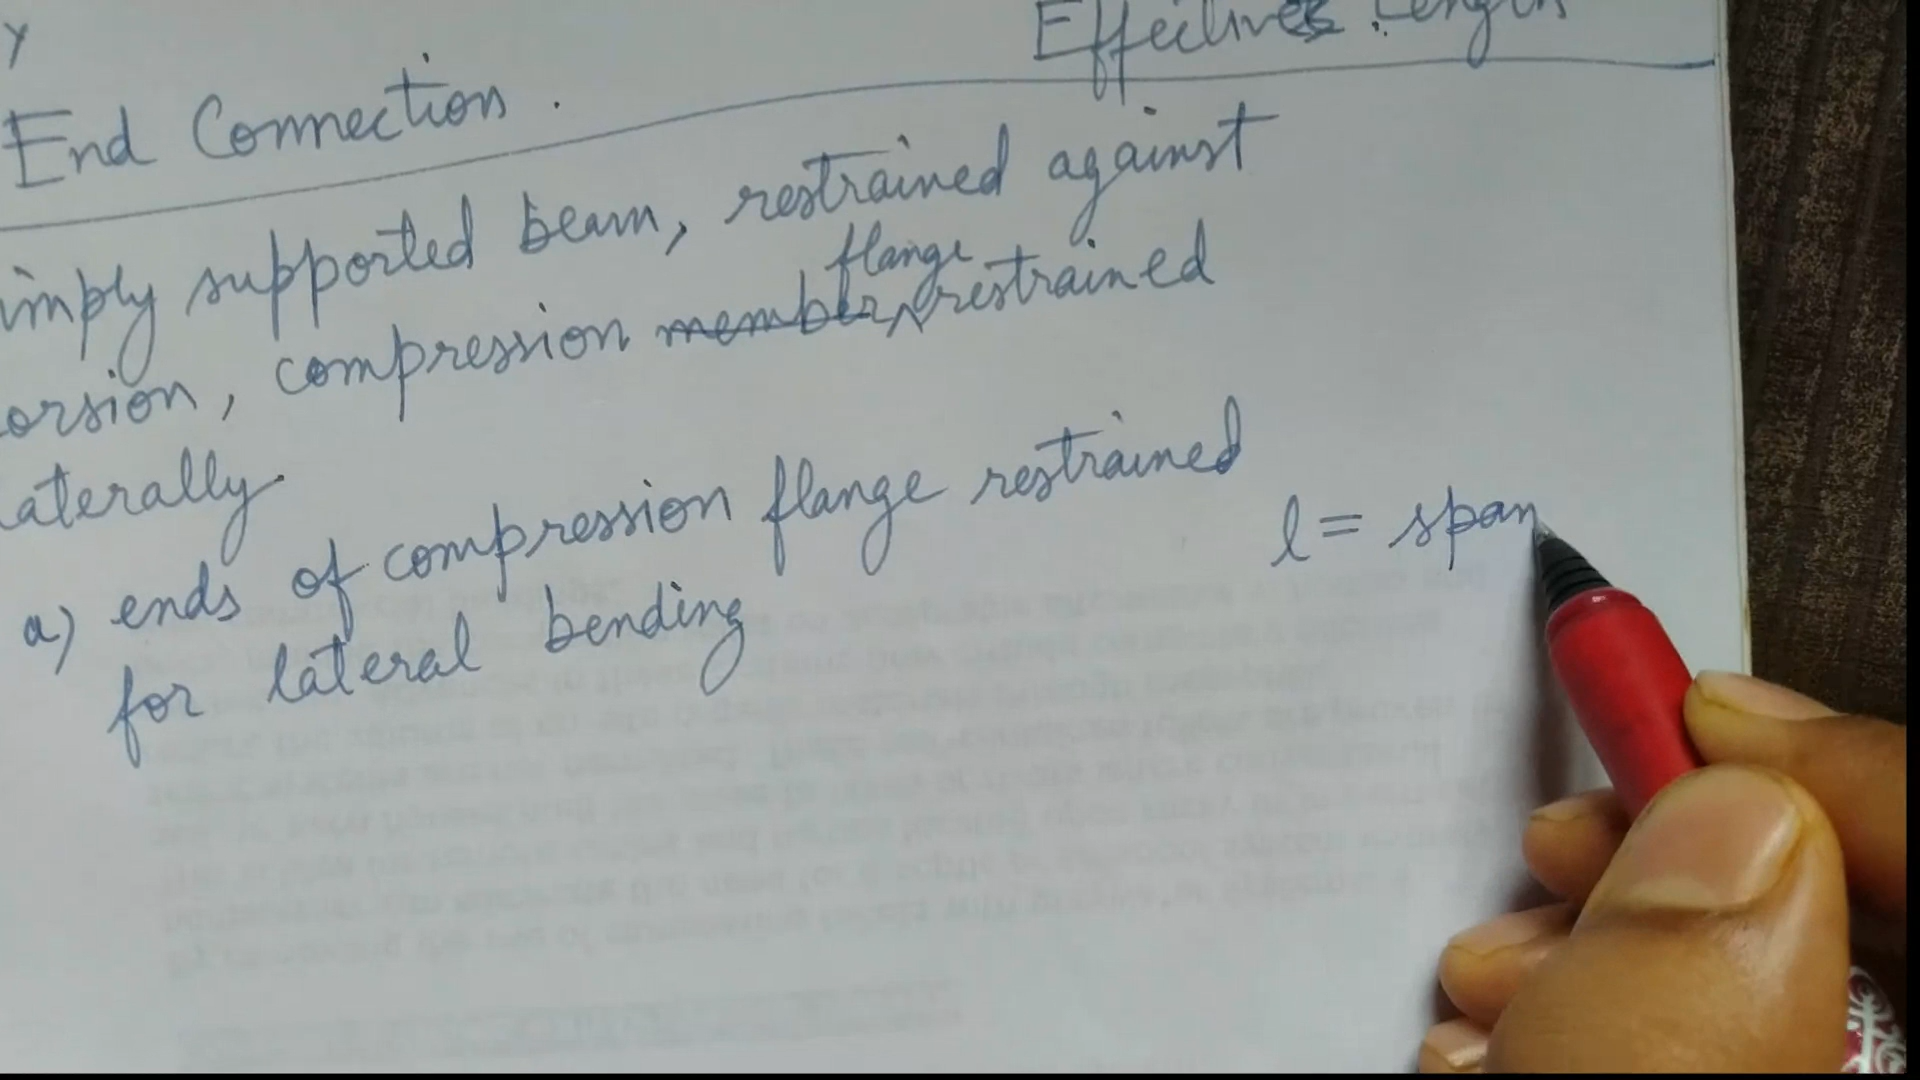 y
Effective Length
End Connection.
imply supported beam, restrained against
flange
orsion, compression member, restrained
aterally.
a) ends of compression flange restrained
for lateral bending
l = span